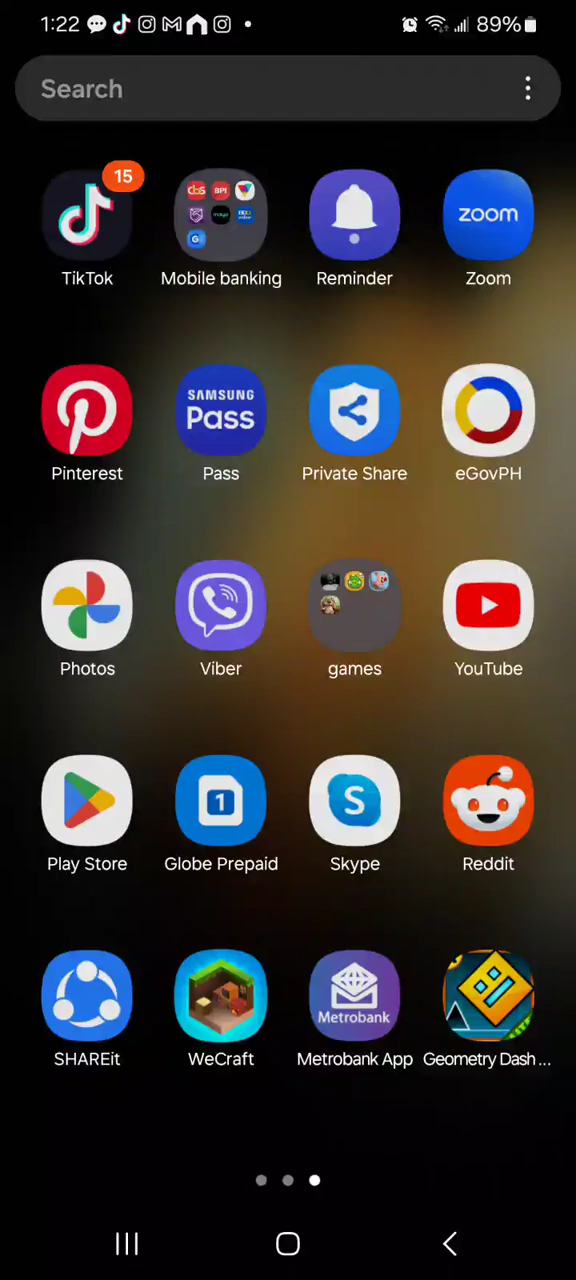 1:22 89%
Search
15
TikTok
Mobile banking
Reminder
zoom
Zoom
Pinterest
SAMSUNG
Pass
Pass
Private Share
eGovPH
Photos
Viber
games
YouTube
Play Store
1
Globe Prepaid
S
Skype
Reddit
SHAREit
WeCraft
Metrobank
Metrobank App
Geometry Dash...